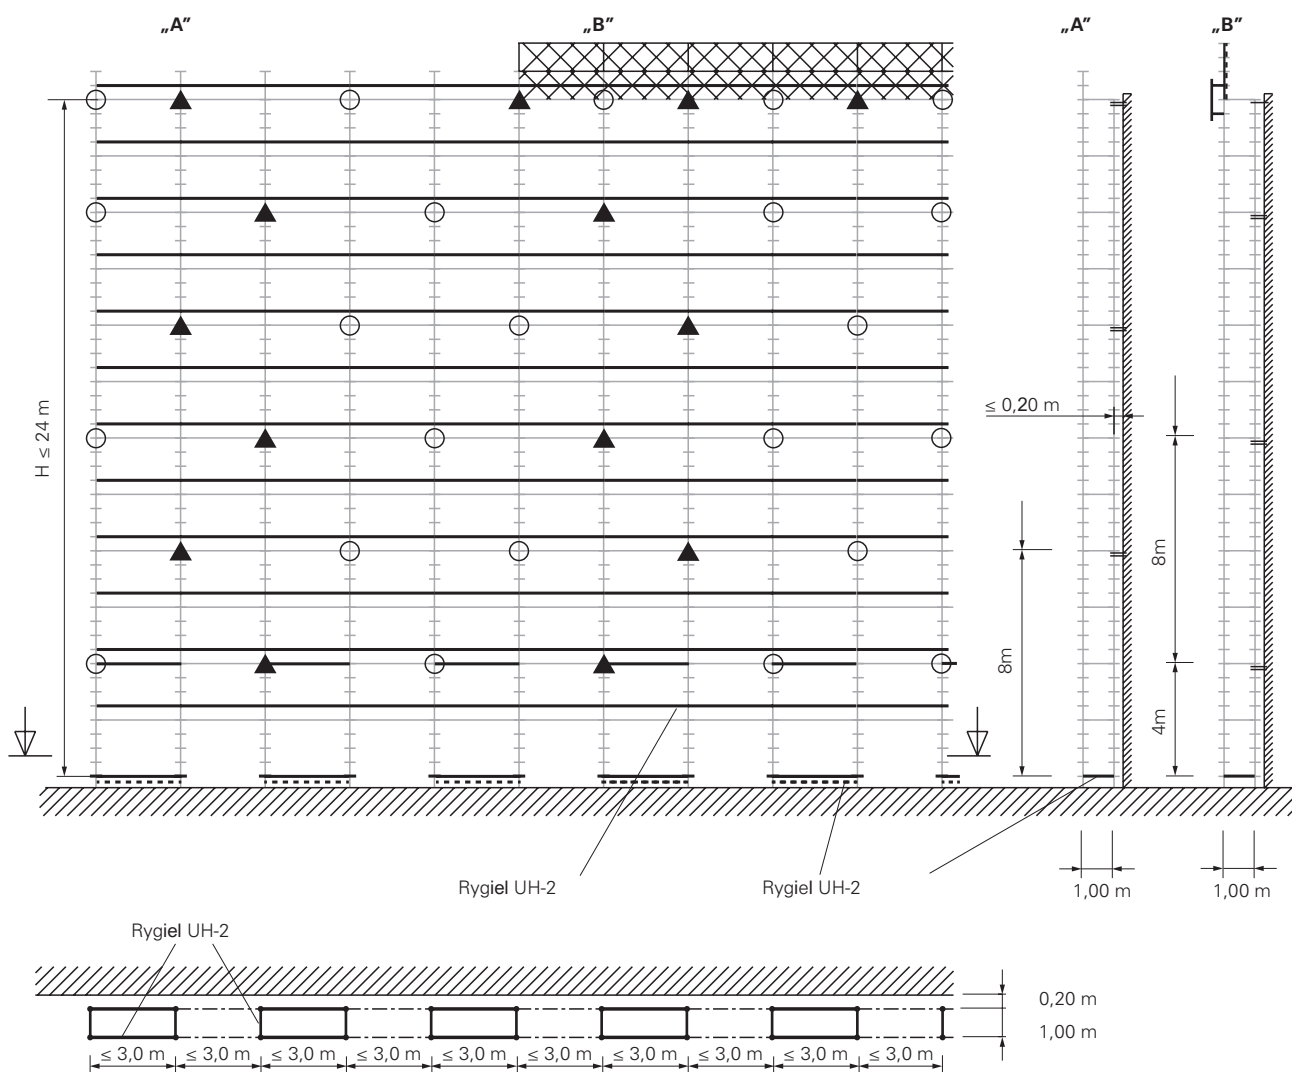 „A” „B” „A” „B”
H ≤ 24 m
≤ 0,20 m
8m
8m
4m
Rygiel UH-2 Rygiel UH-2
1,00 m 1,00 m
Rygiel UH-2
0,20 m
1,00 m
≤ 3,0 m ≤ 3,0 m ≤ 3,0 m ≤ 3,0 m ≤ 3,0 m ≤ 3,0 m ≤ 3,0 m ≤ 3,0 m ≤ 3,0 m ≤ 3,0 m